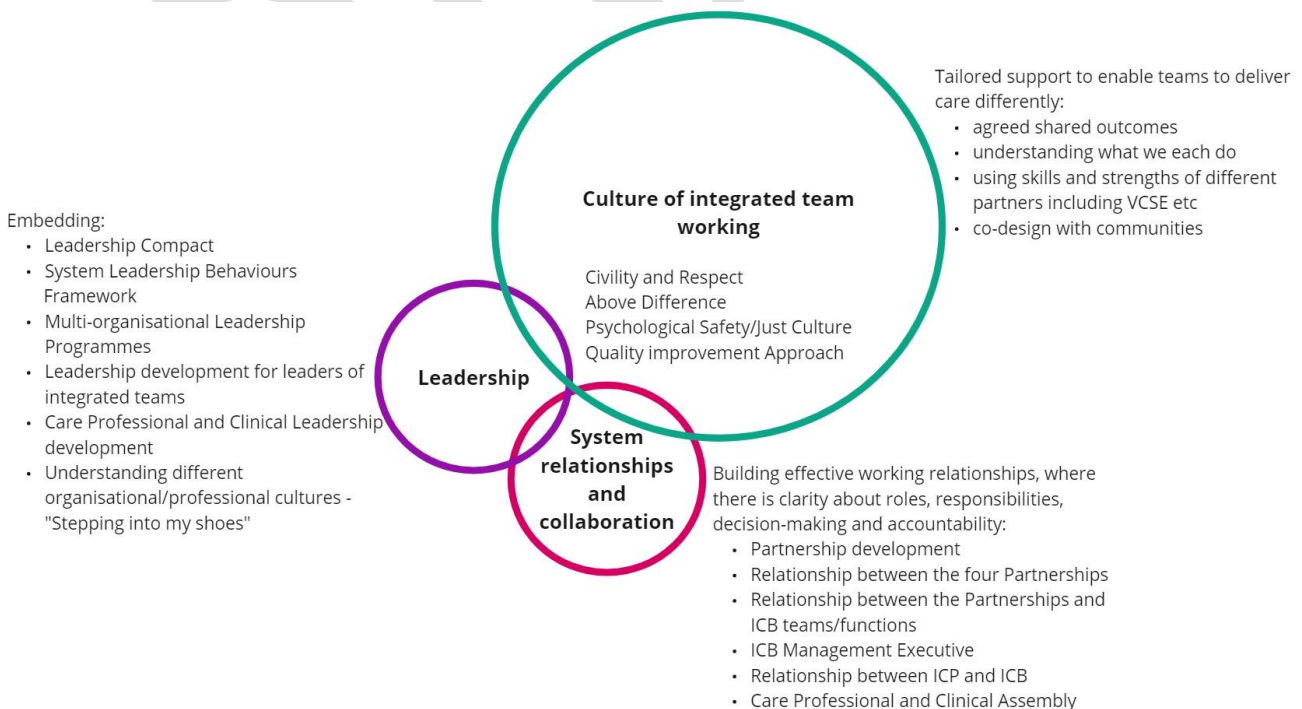 Tailored support to enable teams to deliver
care differently:
• agreed shared outcomes
• understanding what we each do
• using skills and strengths of different
partners including VCSE etc
• co-design with communities
Culture of integrated team
working
Civility and Respect
Above Difference
Psychological Safety/Just Culture
Quality improvement Approach
Embedding:
• Leadership Compact
• System Leadership Behaviours
Framework
• Multi-organisational Leadership
Programmes
• Leadership development for leaders of
integrated teams
• Care Professional and Clinical Leadership
development
• Understanding different
organisational/professional cultures -
"Stepping into my shoes"
Leadership
System
relationships
and
collaboration
Building effective working relationships, where
there is clarity about roles, responsibilities,
decision-making and accountability:
• Partnership development
• Relationship between the four Partnerships
• Relationship between the Partnerships and
ICB teams/functions
• ICB Management Executive
• Relationship between ICP and ICB
• Care Professional and Clinical Assembly